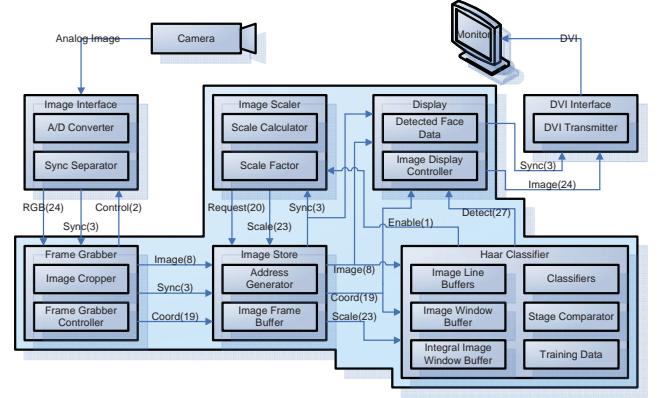 Analog Image
Camera
Monitor
DVI
Image Interface
A/D Converter
Sync Separator
Image Scaler
Scale Calculator
Scale Factor
Display
Detected Face
Data
Image Display
Controller
DVI Interface
DVI Transmitter
Sync(3)
Image(24)
RGB(24)
Sync(3)
Control(2)
Request(20)
Scale(23)
Sync(3)
Enable(1)
Detect(27)
Frame Grabber
Image Cropper
Frame Grabber
Controller
Image(8)
Sync(3)
Coord(19)
Image Store
Address
Generator
Image Frame
Buffer
Image(8)
Coord(19)
Scale(23)
Haar Classifier
Image Line
Buffers
Classifiers
Image Window
Buffer
Stage Comparator
Integral Image
Window Buffer
Training Data